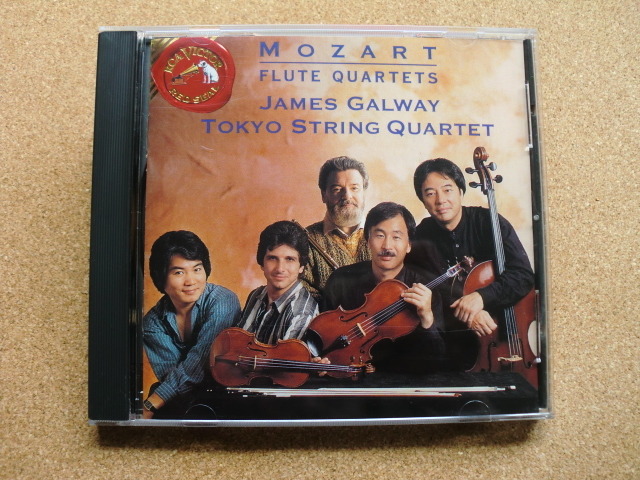 RCA VICTOR
RED SEAL
MOZART
FLUTE QUARTETS
JAMES GALWAY
TOKYO STRING QUARTET